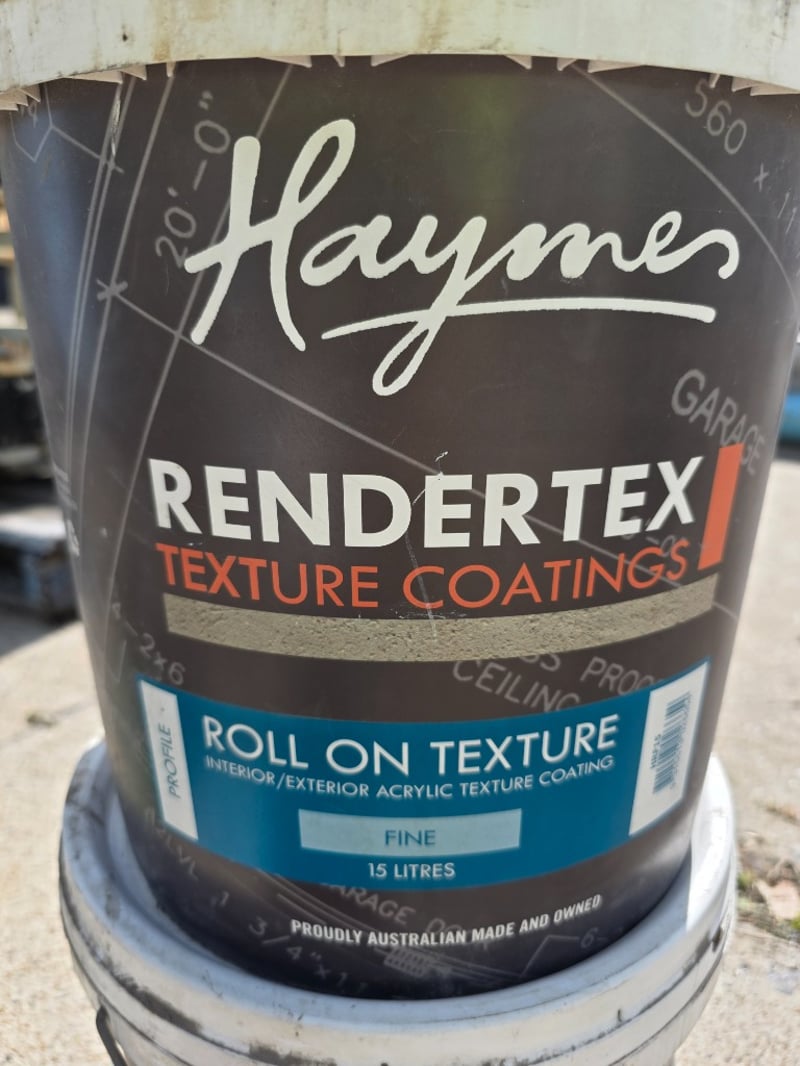 20'-0"
560
Haymes
GARAGE
RENDERTEX
TEXTURE COATINGS
2x6
CEILING
PROFILE
ROLL ON TEXTURE
INTERIOR/EXTERIOR ACRYLIC TEXTURE COATING
FINE
15 LITRES
PROUDLY AUSTRALIAN MADE AND OWNED